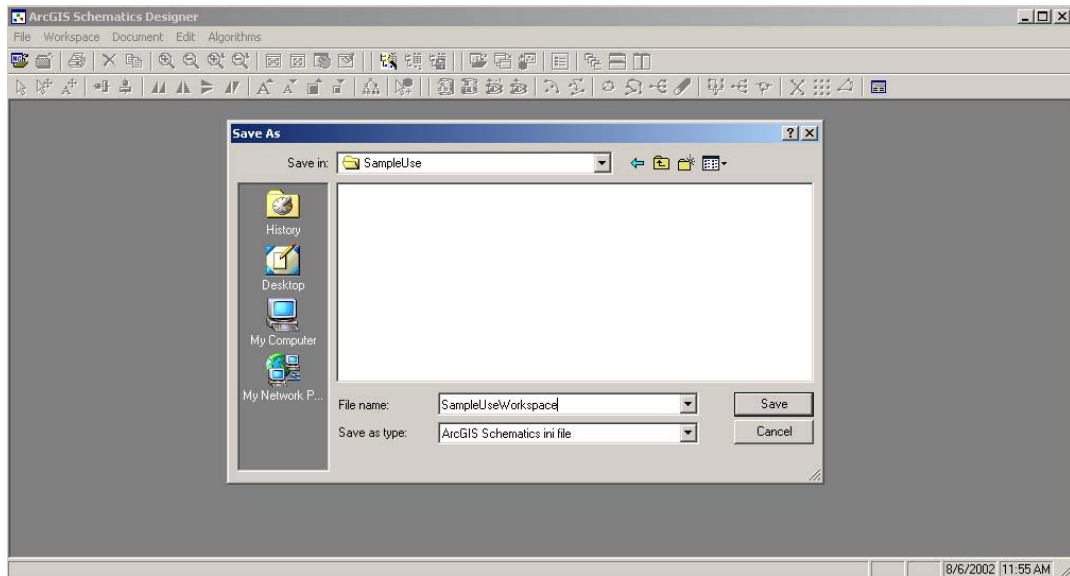 ArcGIS Schematics Designer
File Workspace Document Edit Algorithms
Save As
Save in: SampleUse
History
Desktop
My Computer
My Network P...
File name: SampleUseWorkspace
Save
Save as type: ArcGIS Schematics ini file
Cancel
8/6/2002 11:55 AM